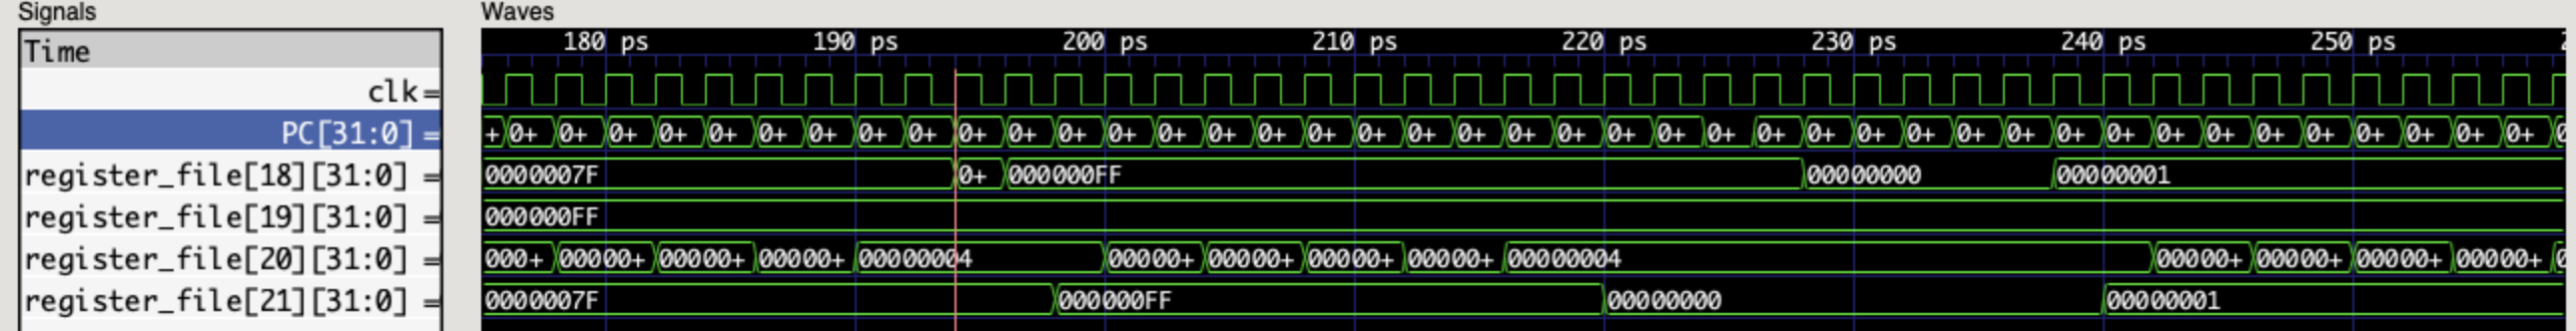 Signals Waves
Time 180 ps 190 ps 200 ps 210 ps 220 ps 230 ps 240 ps 250 ps 2
clk=
PC[31:0] = + 0+ 0+ 0+ 0+ 0+ 0+ 0+ 0+ 0+ 0+ 0+ 0+ 0+ 0+ 0+ 0+ 0+ 0+ 0+ 0+ 0+ 0+ 0+ 0+ 0+ 0+ 0+ 0+ 0+ 0+ 0+ 0+ 0+ 0+ 0+ 0+ 0+ 0+ 0+ 0+ 0+ 0
register_file[18][31:0] = 0000007F 0+ 000000FF 00000000 00000001
register_file[19][31:0] = 000000FF
register_file[20][31:0] = 000+ 00000+ 00000+ 00000+ 00000004 00000+ 00000+ 00000+ 00000+ 00000004 00000+ 00000+ 00000+ 00000+ 0
register_file[21][31:0] = 0000007F 000000FF 00000000 00000001